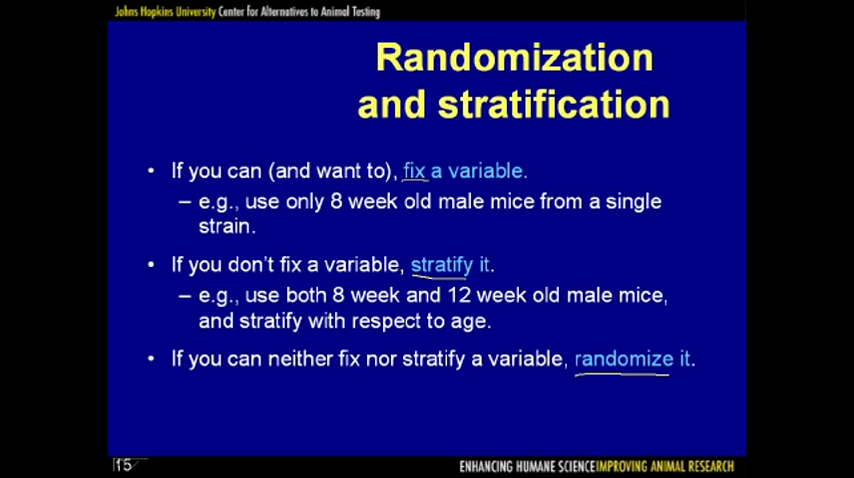 Johns Hopkins University Center for Alternatives to Animal Testing
Randomization
and stratification
• If you can (and want to), fix a variable.
– e.g., use only 8 week old male mice from a single
strain.
• If you don't fix a variable, stratify it.
– e.g., use both 8 week and 12 week old male mice,
and stratify with respect to age.
• If you can neither fix nor stratify a variable, randomize it.
15
ENHANCING HUMANE SCIENCE IMPROVING ANIMAL RESEARCH